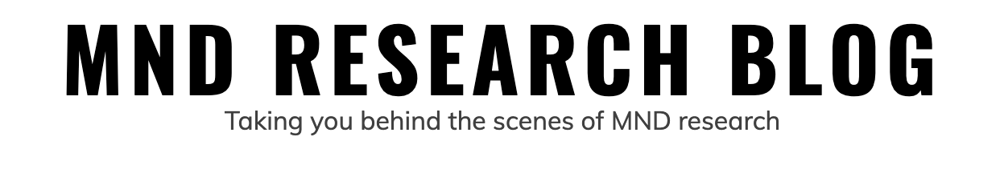 MND RESEARCH BLOG
Taking you behind the scenes of MND research